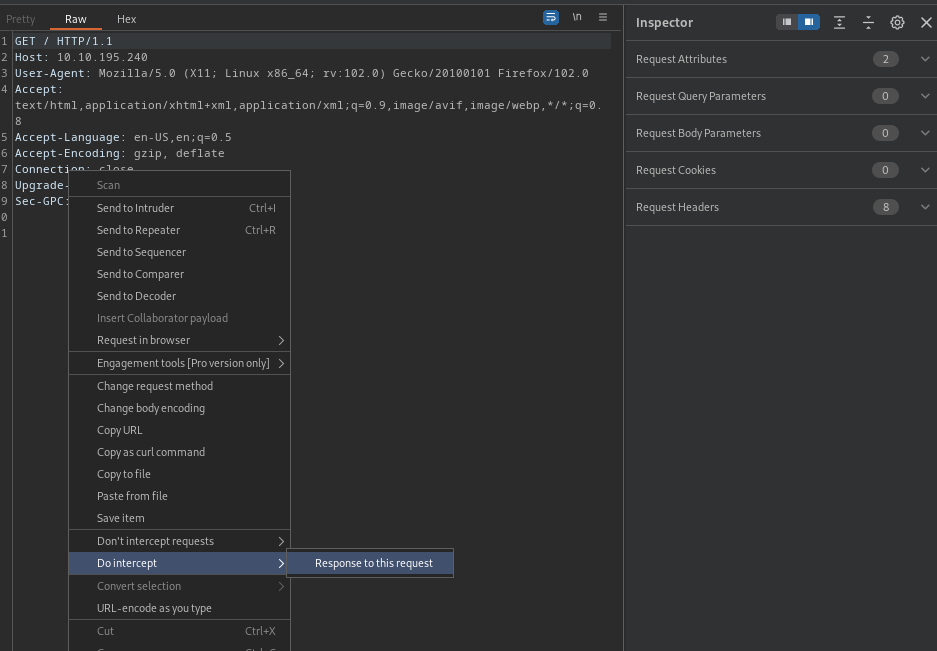 Pretty Raw Hex \n
Inspector
1 GET / HTTP/1.1
2 Host: 10.10.195.240
3 User-Agent: Mozilla/5.0 (X11; Linux x86_64; rv:102.0) Gecko/20100101 Firefox/102.0
4 Accept:
text/html,application/xhtml+xml,application/xml;q=0.9,image/avif,image/webp,*/*;q=0.
8
5 Accept-Language: en-US,en;q=0.5
6 Accept-Encoding: gzip, deflate
7 Connection: close
8 Upgrade-
9 Sec-GPC:
0
1
Scan
Send to Intruder Ctrl+I
Send to Repeater Ctrl+R
Send to Sequencer
Send to Comparer
Send to Decoder
Insert Collaborator payload
Request in browser
Engagement tools [Pro version only]
Change request method
Change body encoding
Copy URL
Copy as curl command
Copy to file
Paste from file
Save item
Don't intercept requests
Do intercept
Response to this request
Convert selection
URL-encode as you type
Cut Ctrl+X
Request Attributes 2
Request Query Parameters 0
Request Body Parameters 0
Request Cookies 0
Request Headers 8